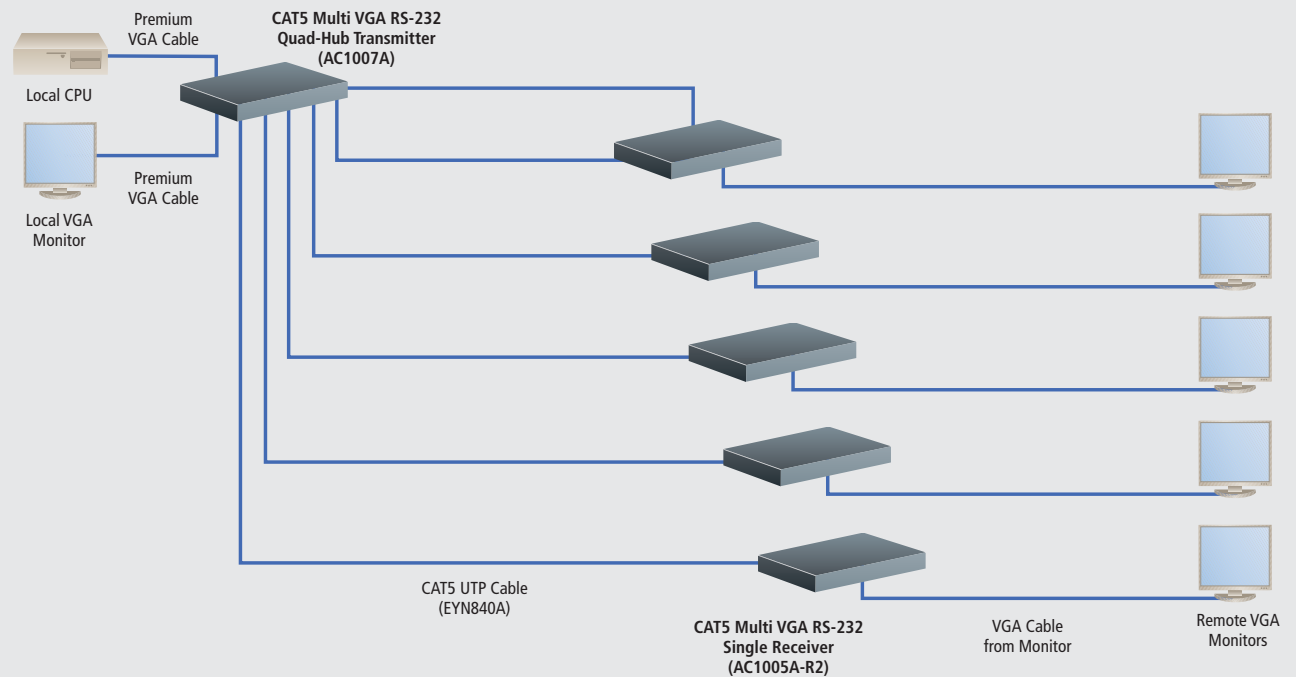 Premium
VGA Cable
CAT5 Multi VGA RS-232
Quad-Hub Transmitter
(AC1007A)
Local CPU
Premium
VGA Cable
Local VGA
Monitor
CAT5 UTP Cable
(EYN840A)
CAT5 Multi VGA RS-232
Single Receiver
(AC1005A-R2)
VGA Cable
from Monitor
Remote VGA
Monitors